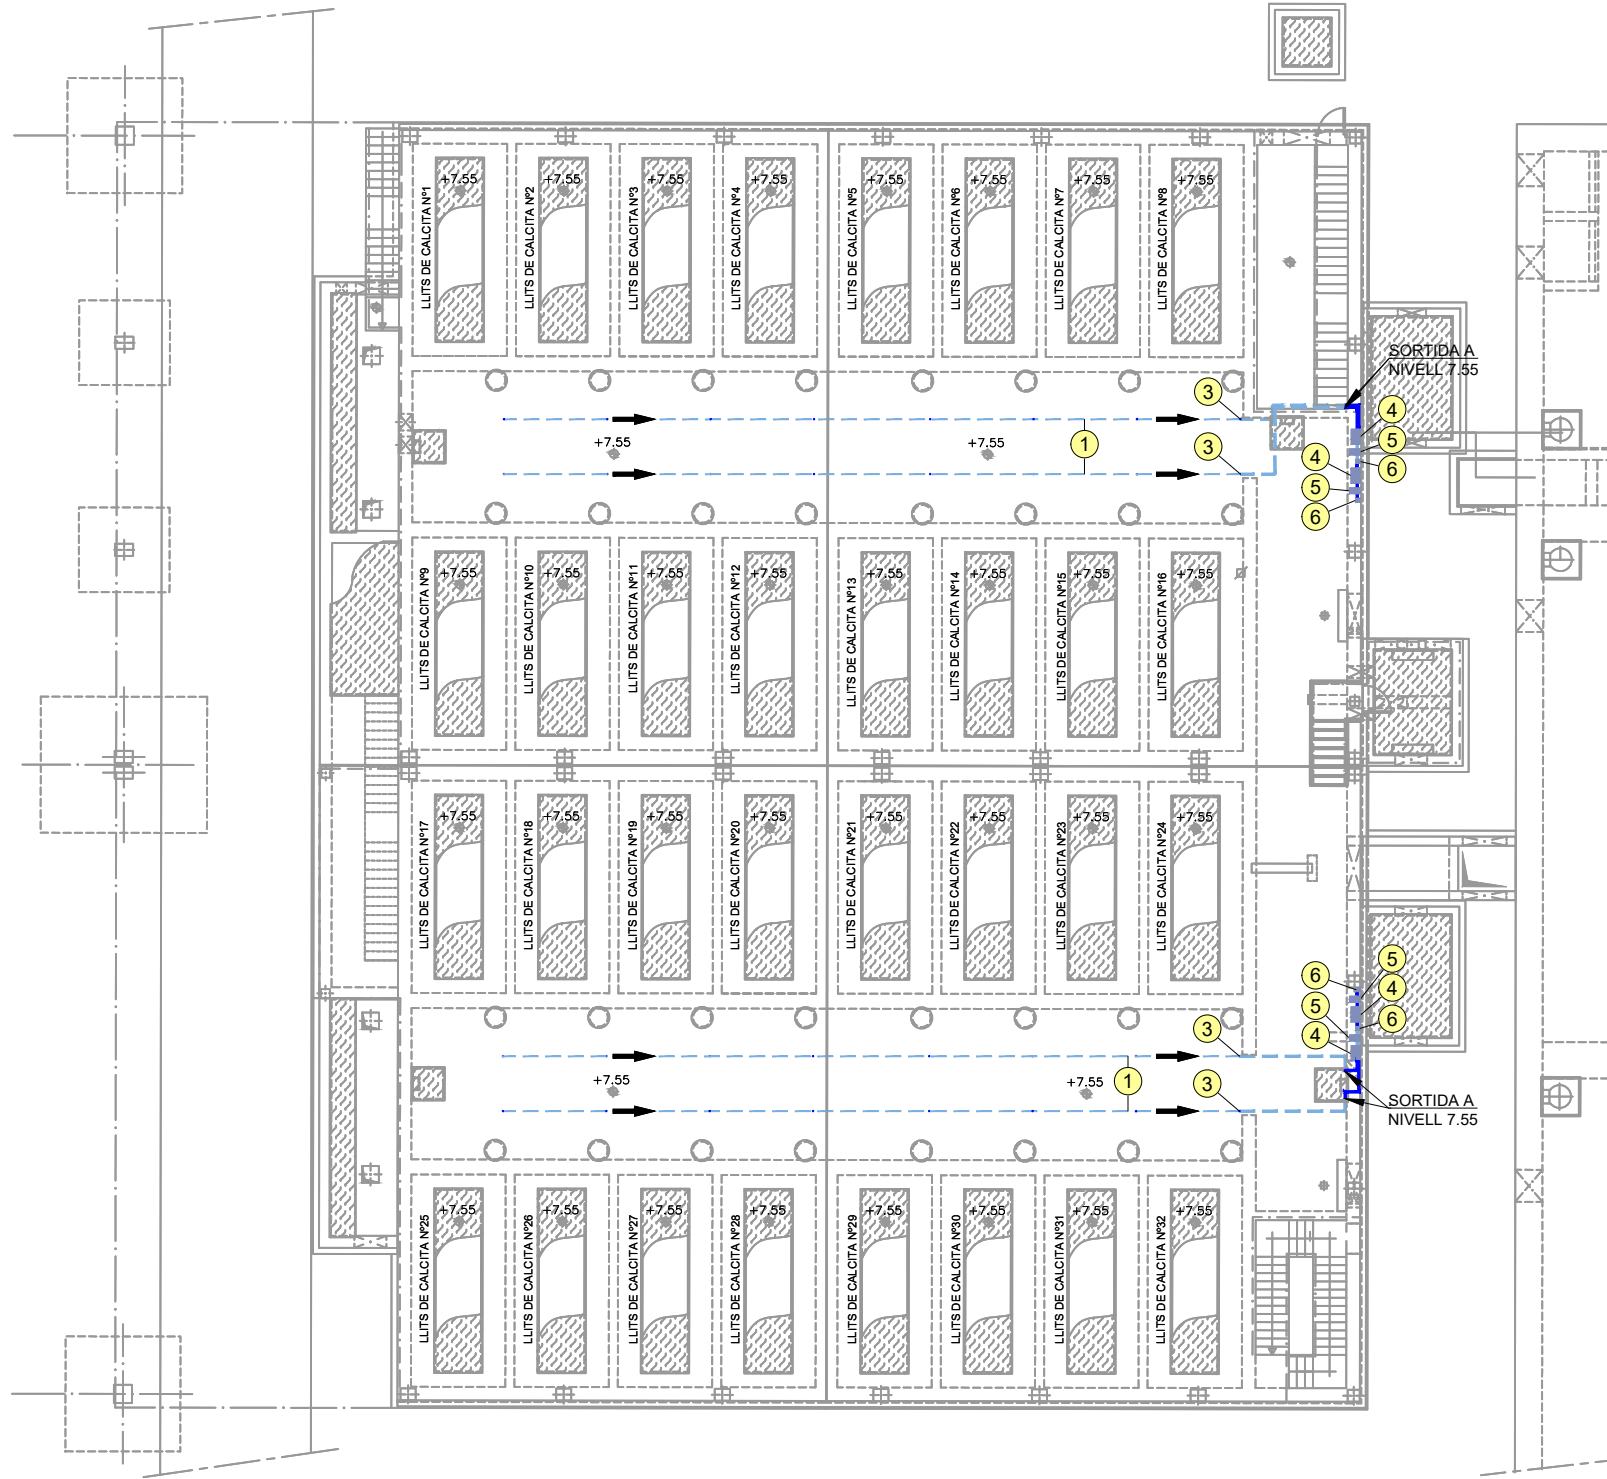 +7.55 +7.55 +7.55 +7.55 +7.55 +7.55 +7.55 +7.55
LLITS DE CALCITA Nº1
LLITS DE CALCITA Nº2
LLITS DE CALCITA Nº3
LLITS DE CALCITA Nº4
LLITS DE CALCITA Nº5
LLITS DE CALCITA Nº6
LLITS DE CALCITA Nº7
LLITS DE CALCITA Nº8
SORTIDA A
NIVELL 7.55
3
4
1
5
+7.55 +7.55
3
4
6
5
6
+7.55 +7.55 +7.55 +7.55 +7.55 +7.55 +7.55 +7.55
LLITS DE CALCITA Nº9
LLITS DE CALCITA Nº10
LLITS DE CALCITA Nº11
LLITS DE CALCITA Nº12
LLITS DE CALCITA Nº13
LLITS DE CALCITA Nº14
LLITS DE CALCITA Nº15
LLITS DE CALCITA Nº16
+7.55 +7.55 +7.55 +7.55 +7.55 +7.55 +7.55 +7.55
LLITS DE CALCITA Nº17
LLITS DE CALCITA Nº18
LLITS DE CALCITA Nº19
LLITS DE CALCITA Nº20
LLITS DE CALCITA Nº21
LLITS DE CALCITA Nº22
LLITS DE CALCITA Nº23
LLITS DE CALCITA Nº24
5
6
4
5
6
3
4
+7.55 +7.55
1
3
SORTIDA A
NIVELL 7.55
+7.55 +7.55 +7.55 +7.55 +7.55 +7.55 +7.55 +7.55
LLITS DE CALCITA Nº25
LLITS DE CALCITA Nº26
LLITS DE CALCITA Nº27
LLITS DE CALCITA Nº28
LLITS DE CALCITA Nº29
LLITS DE CALCITA Nº30
LLITS DE CALCITA Nº31
LLITS DE CALCITA Nº32